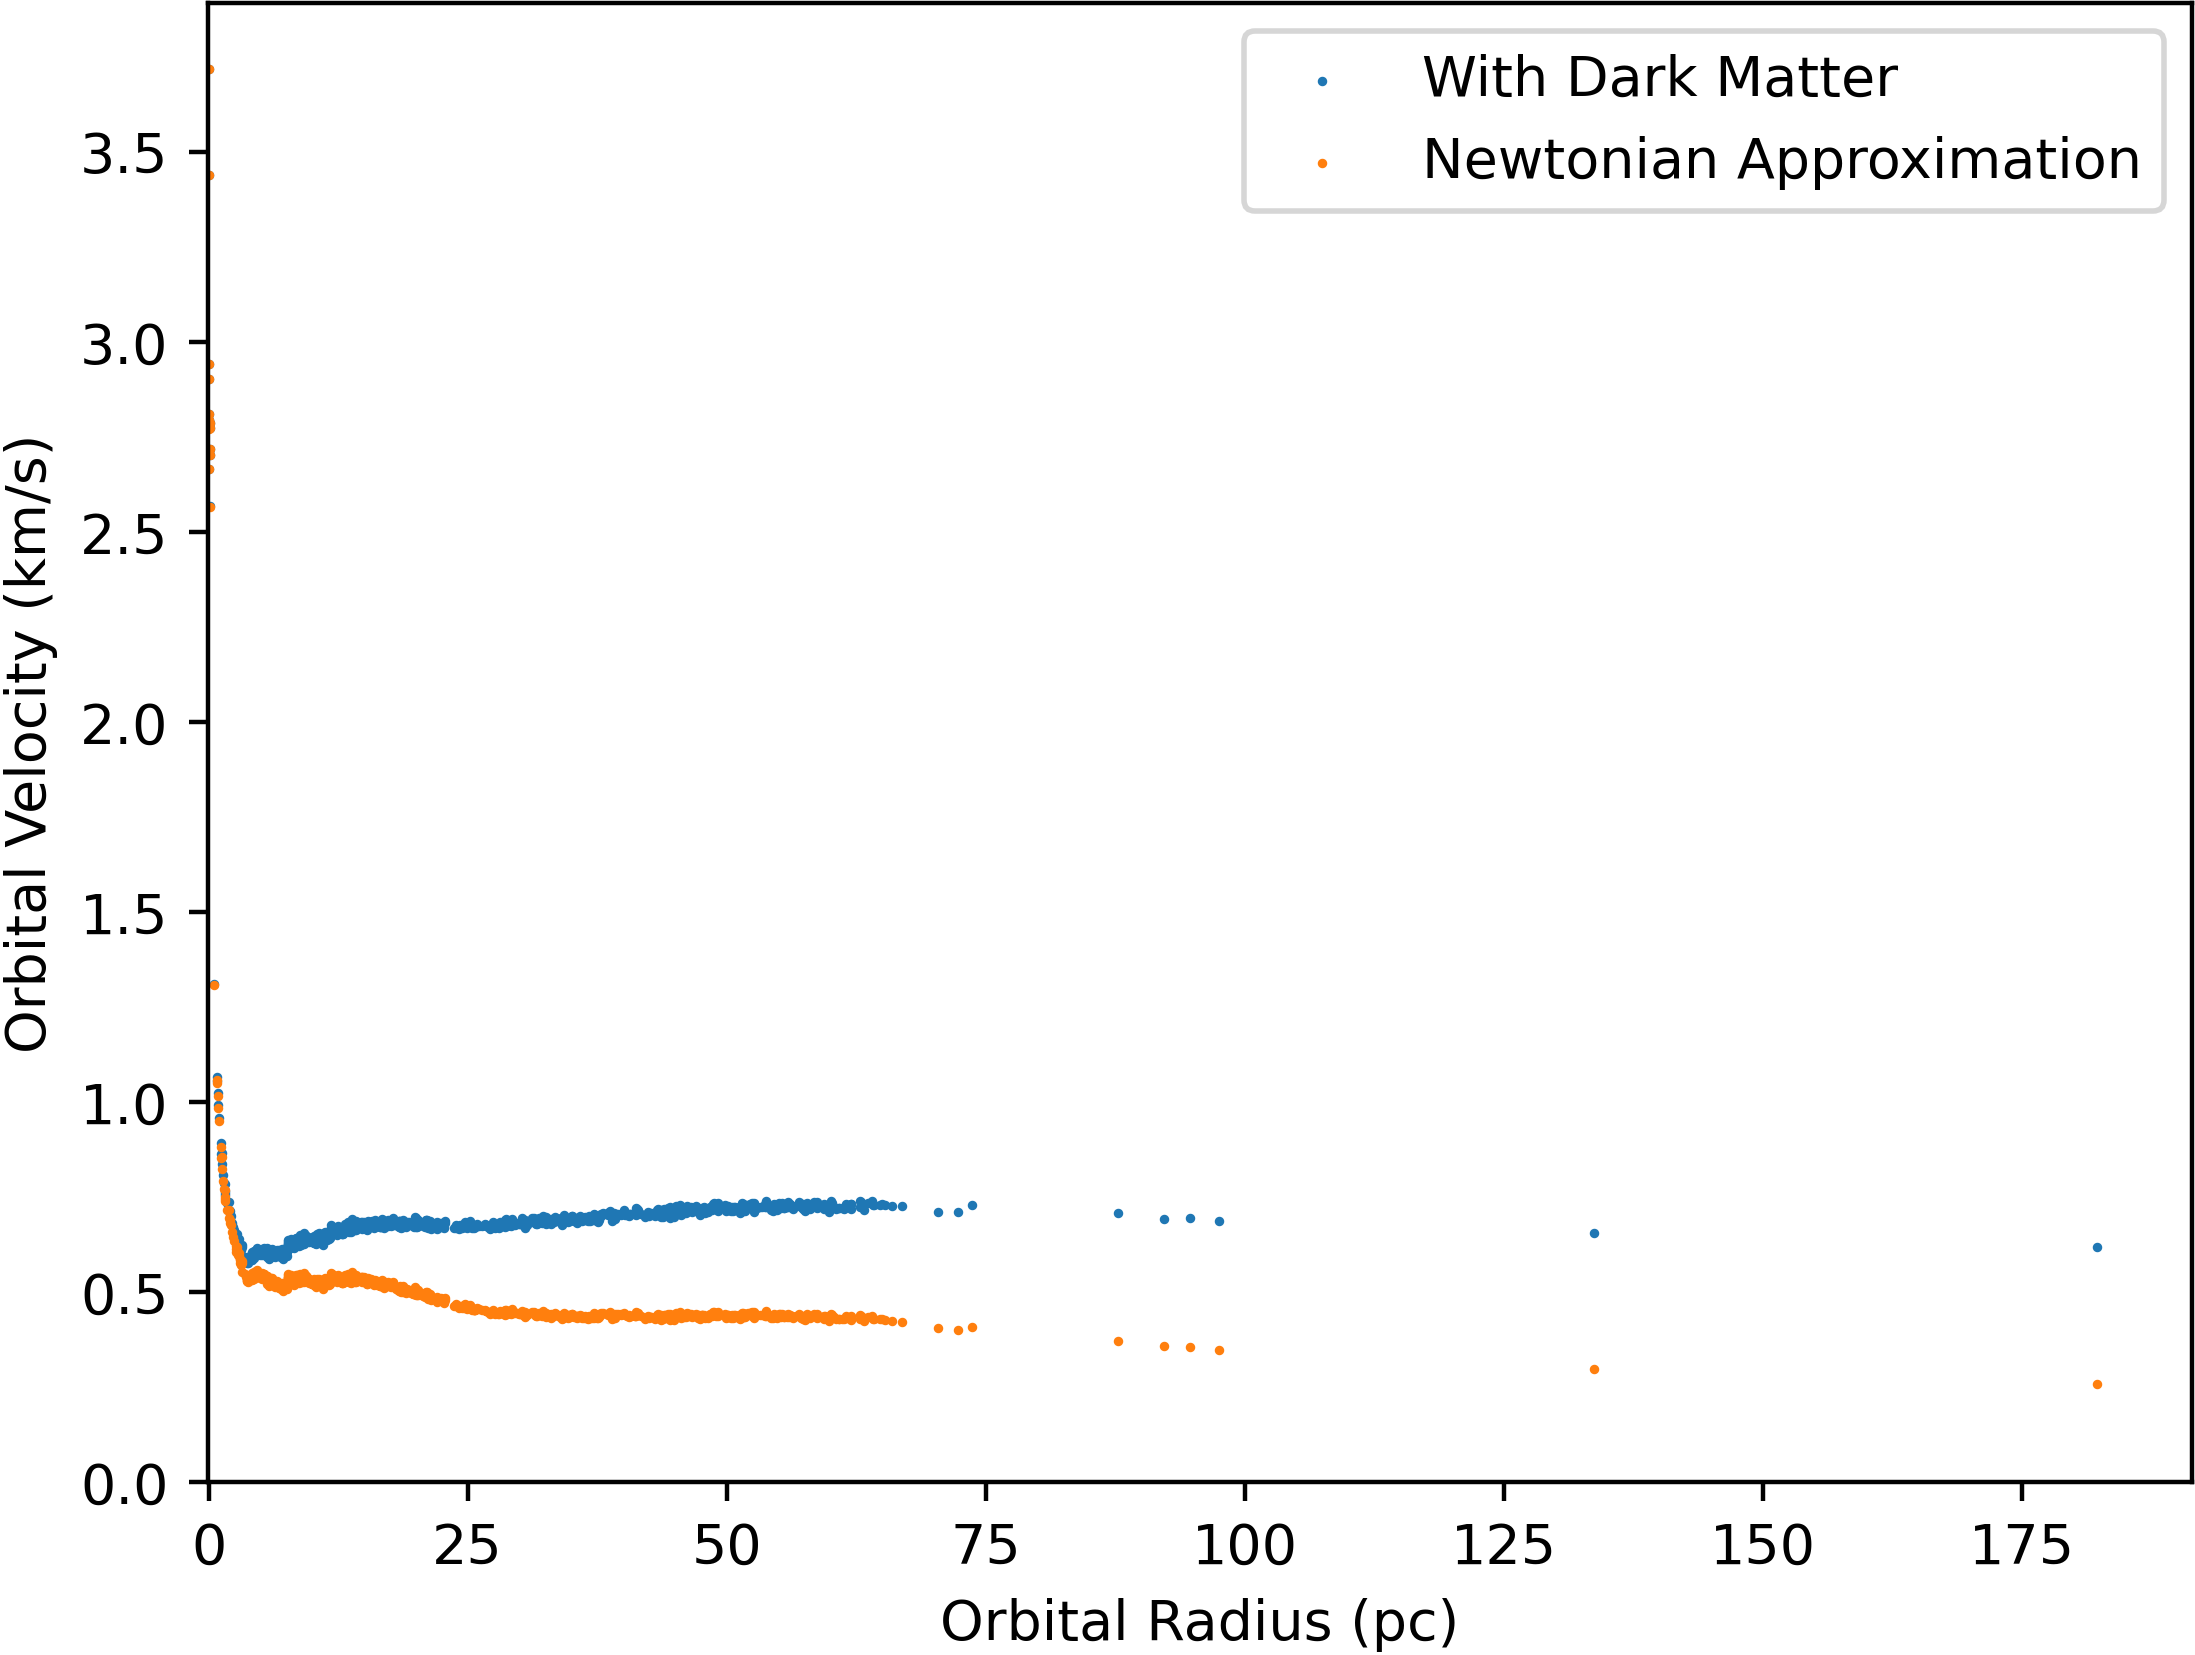 With Dark Matter
Newtonian Approximation
Orbital Velocity (km/s)
3.5
3.0
2.5
2.0
1.5
1.0
0.5
0.0
0 25 50 75 100 125 150 175
Orbital Radius (pc)